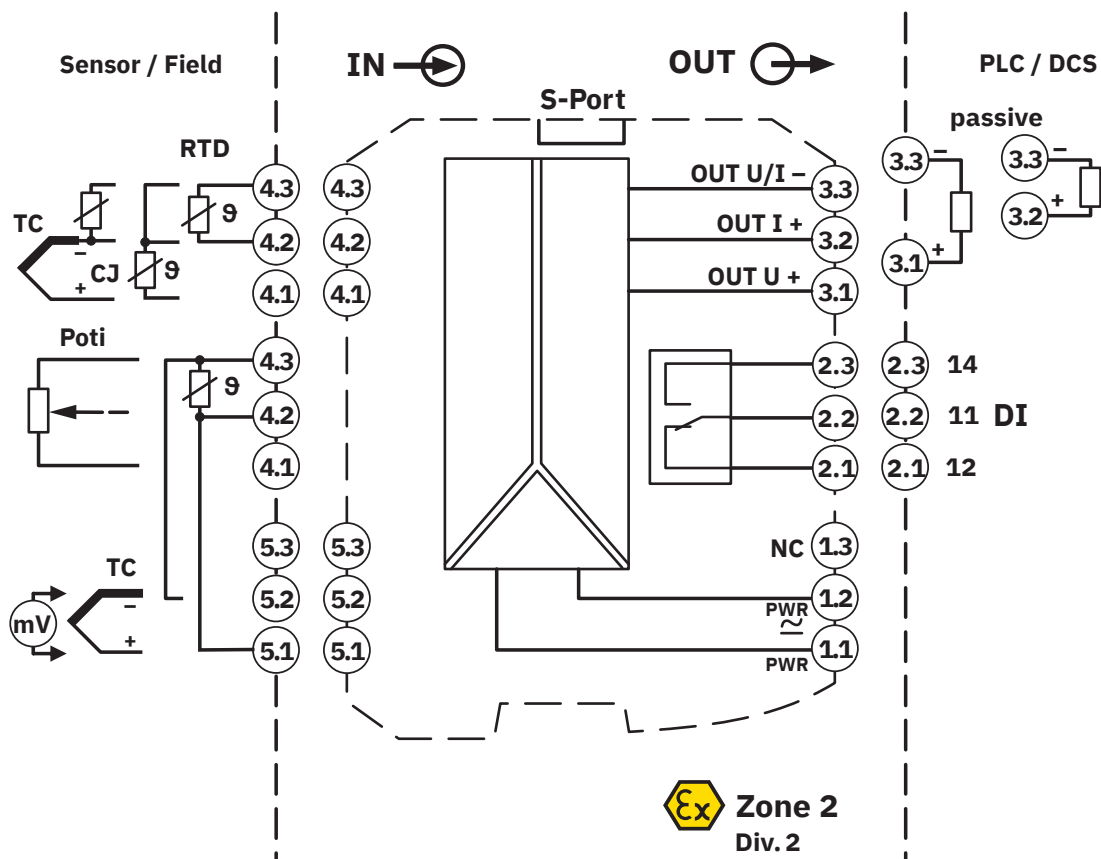 Sensor / Field
IN
OUT
PLC / DCS
S-Port
passive
RTD
4.3
4.3
OUT U/I –
3.3
3.3
–
3.3
–
TC
–
ϑ
4.2
4.2
OUT I +
3.2
3.2
+
+
CJ
ϑ
4.1
4.1
OUT U +
3.1
3.1
+
Poti
4.3
ϑ
4.2
4.1
2.3
2.3
14
2.2
2.2
11
DI
2.1
2.1
12
5.3
5.3
NC
1.3
TC
mV
–
5.2
5.2
PWR
1.2
+
5.1
5.1
PWR
1.1
Ex
Zone 2
Div. 2